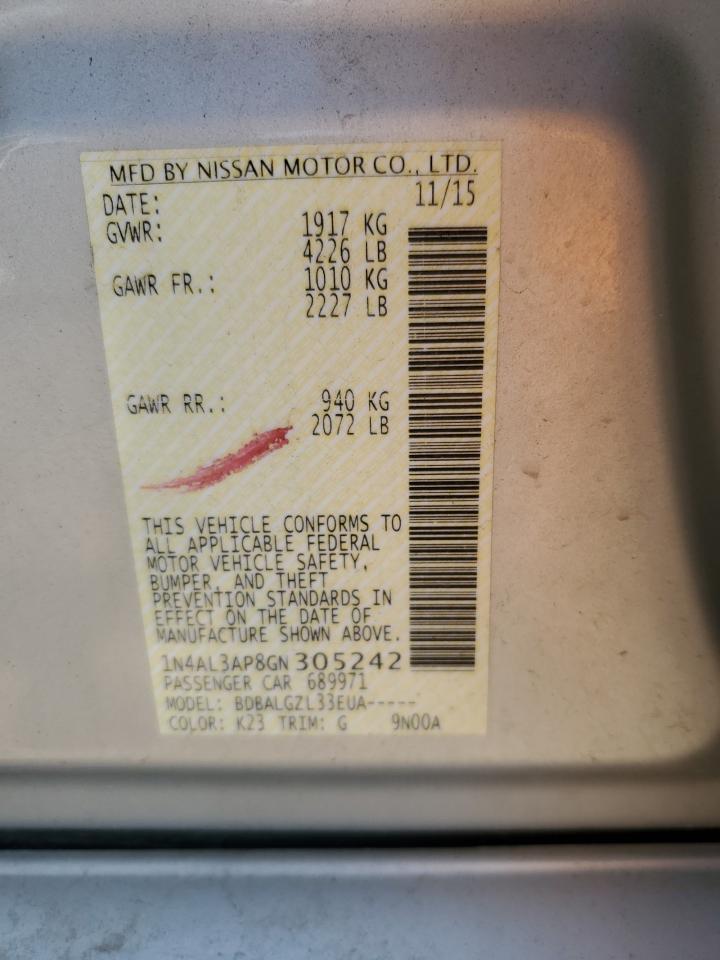 MFD BY NISSAN MOTOR CO., LTD.
DATE: 11/15
GVWR: 1917 KG
4226 LB
GAWR FR.: 1010 KG
2227 LB
GAWR RR.: 940 KG
2072 LB
THIS VEHICLE CONFORMS TO
ALL APPLICABLE FEDERAL
MOTOR VEHICLE SAFETY,
BUMPER, AND THEFT
PREVENTION STANDARDS IN
EFFECT ON THE DATE OF
MANUFACTURE SHOWN ABOVE.
1N4AL3AP8GN305242
PASSENGER CAR 689971
MODEL: BDBALGZL33EUA-----
COLOR: K23 TRIM: G 9N00A